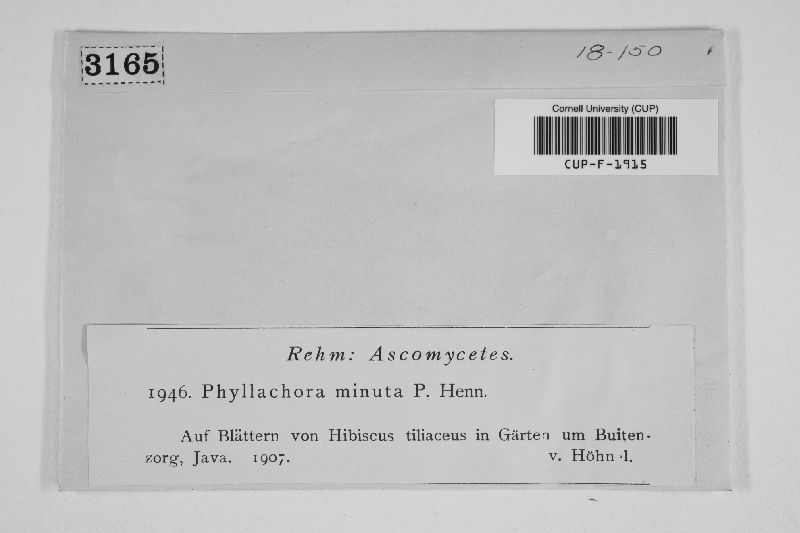 3165
18-150
Cornell University (CUP)
CUP-F-1915
Rehm: Ascomycetes.
1946. Phyllachora minuta P. Henn.
Auf Blättern von Hibiscus tiliaceus in Gärten um Buiten-
zorg, Java. 1907. v. Höhn l.